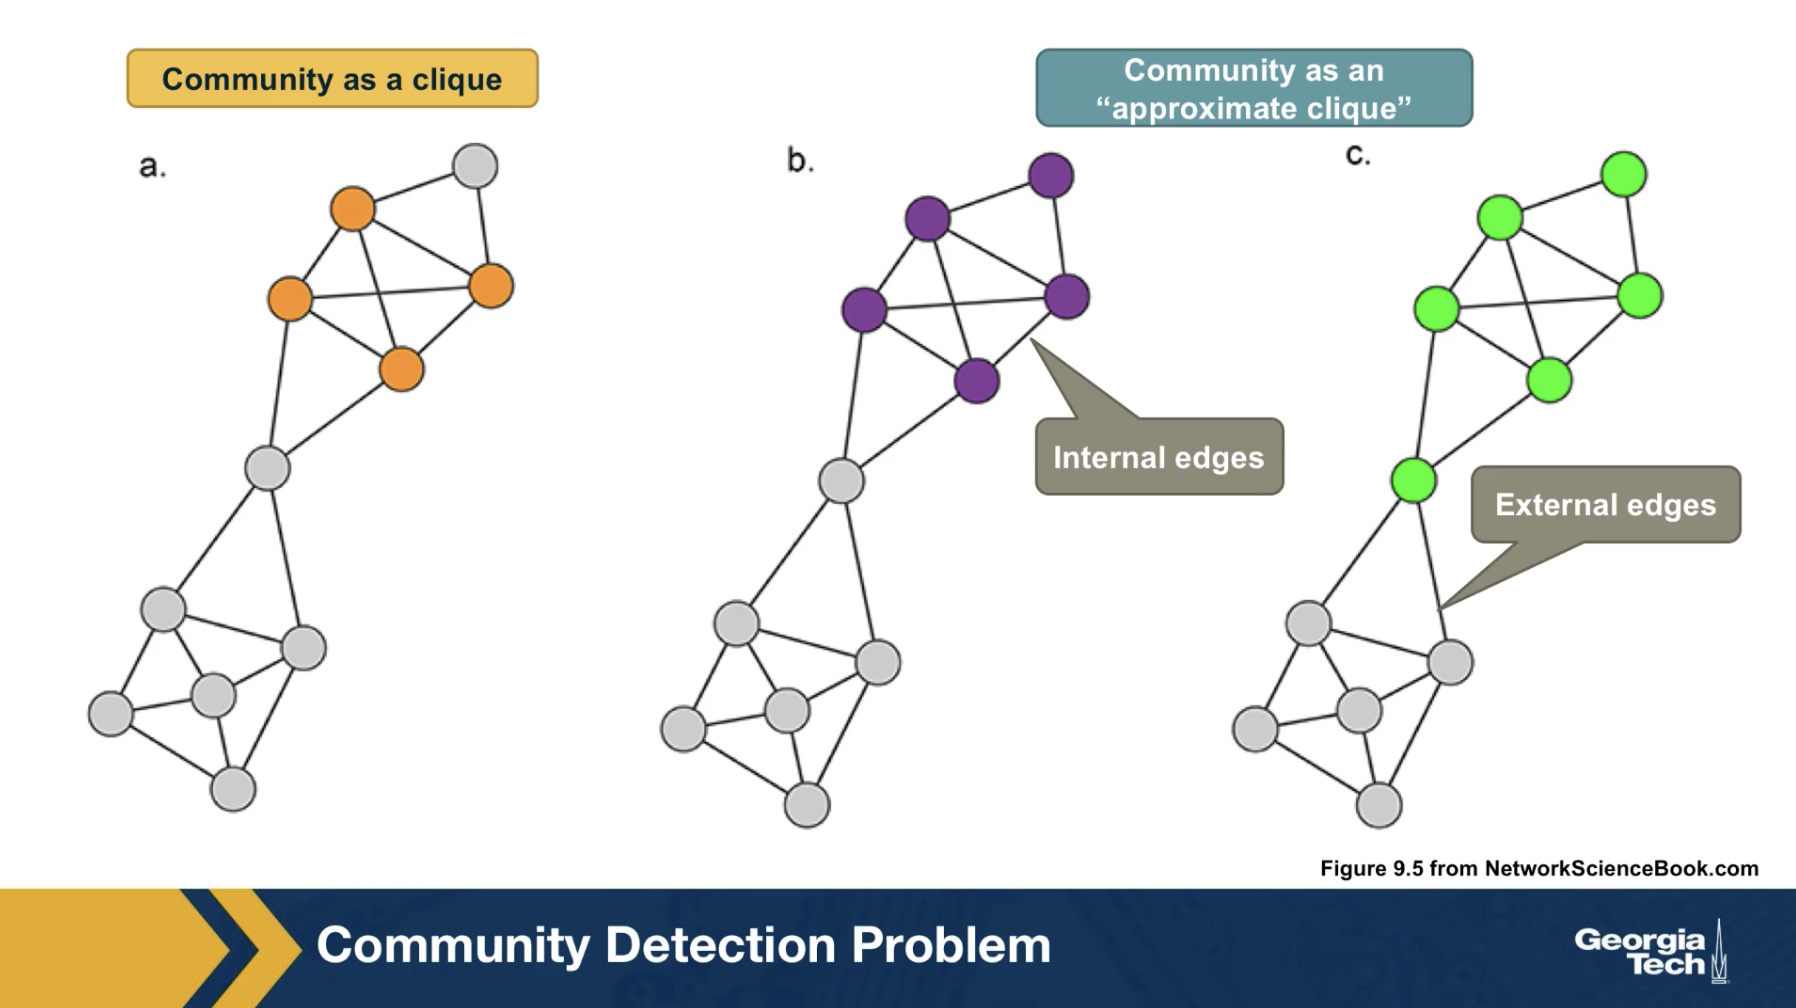 Community as a clique
Community as an
“approximate clique”
a.
b.
c.
Internal edges
External edges
Figure 9.5 from NetworkScienceBook.com
Community Detection Problem
Georgia
Tech